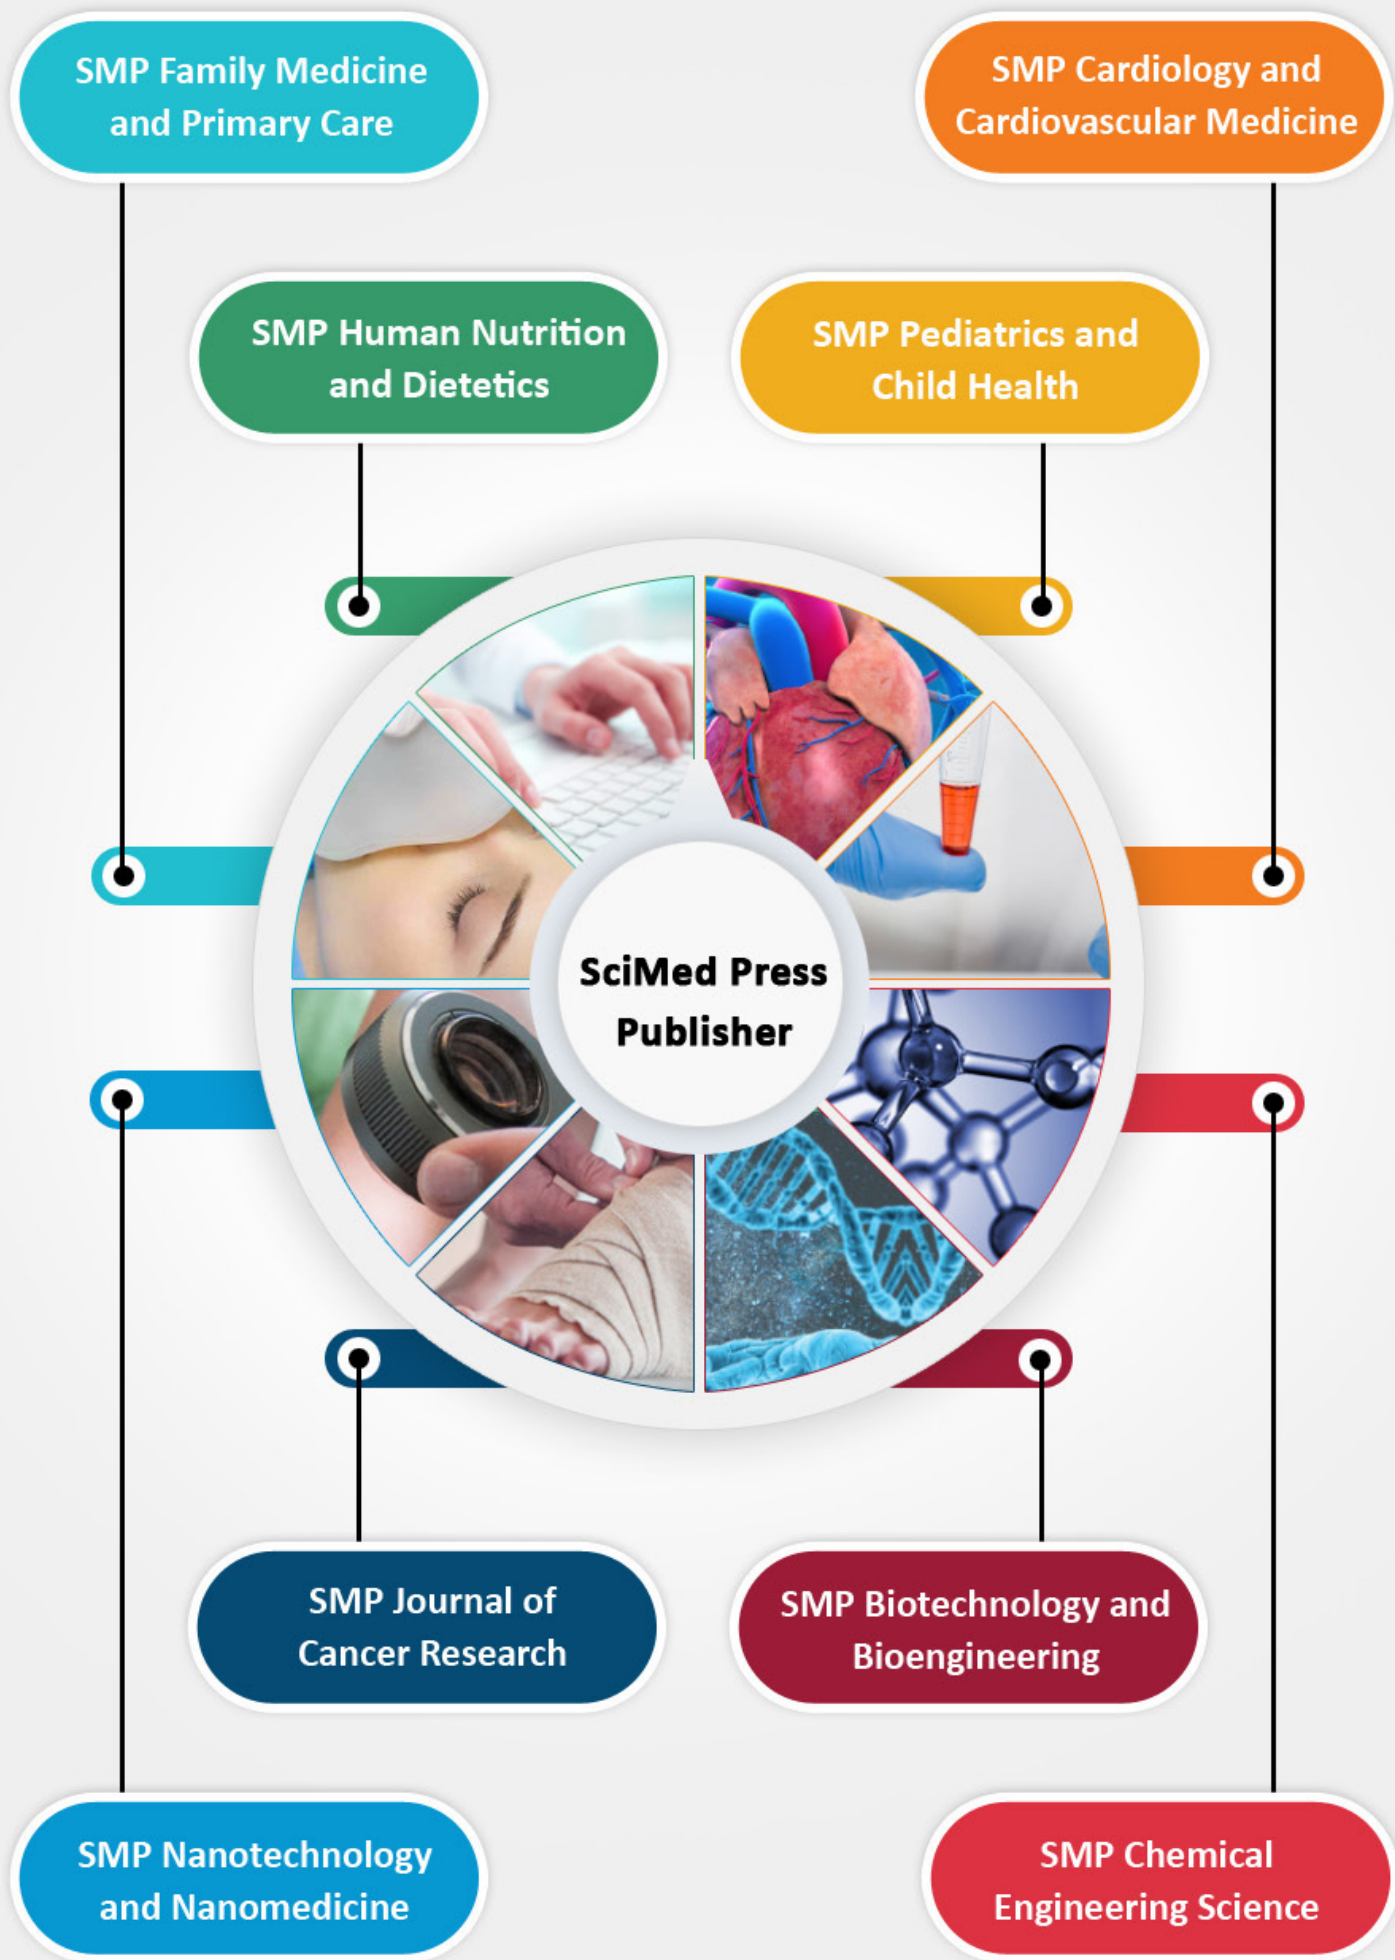 SMP Family Medicine
and Primary Care
SMP Cardiology and
Cardiovascular Medicine
SMP Human Nutrition
and Dietetics
SMP Pediatrics and
Child Health
SciMed Press
Publisher
SMP Journal of
Cancer Research
SMP Biotechnology and
Bioengineering
SMP Nanotechnology
and Nanomedicine
SMP Chemical
Engineering Science